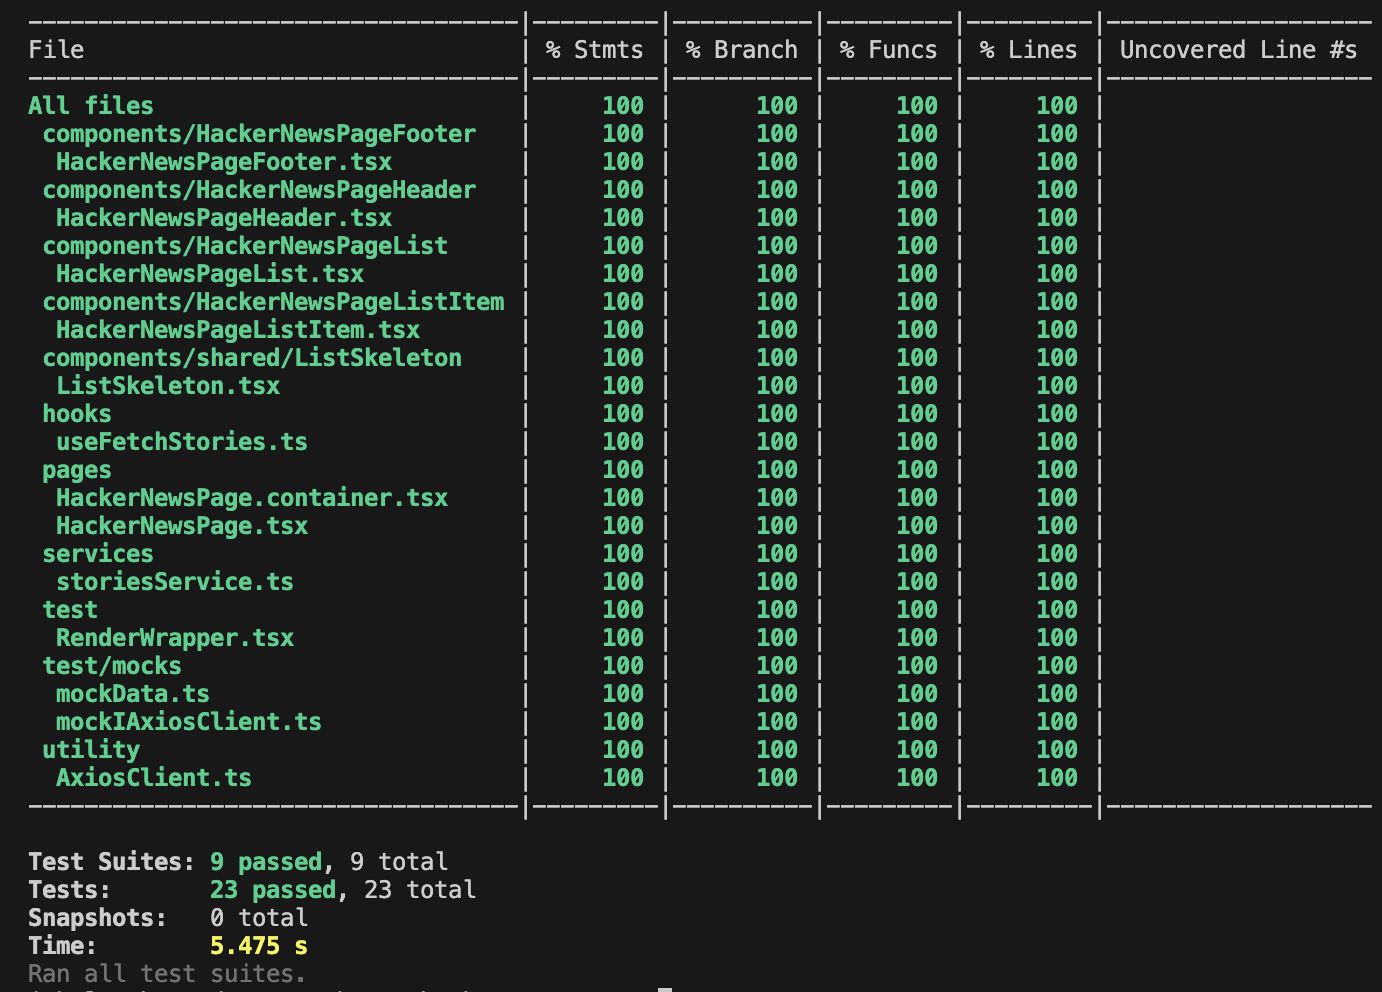 File | % Stmts | % Branch | % Funcs | % Lines | Uncovered Line #s
All files | 100 | 100 | 100 | 100 |
components/HackerNewsPageFooter | 100 | 100 | 100 | 100 |
HackerNewsPageFooter.tsx | 100 | 100 | 100 | 100 |
components/HackerNewsPageHeader | 100 | 100 | 100 | 100 |
HackerNewsPageHeader.tsx | 100 | 100 | 100 | 100 |
components/HackerNewsPageList | 100 | 100 | 100 | 100 |
HackerNewsPageList.tsx | 100 | 100 | 100 | 100 |
components/HackerNewsPageListItem | 100 | 100 | 100 | 100 |
HackerNewsPageListItem.tsx | 100 | 100 | 100 | 100 |
components/shared/ListSkeleton | 100 | 100 | 100 | 100 |
ListSkeleton.tsx | 100 | 100 | 100 | 100 |
hooks | 100 | 100 | 100 | 100 |
useFetchStories.ts | 100 | 100 | 100 | 100 |
pages | 100 | 100 | 100 | 100 |
HackerNewsPage.container.tsx | 100 | 100 | 100 | 100 |
HackerNewsPage.tsx | 100 | 100 | 100 | 100 |
services | 100 | 100 | 100 | 100 |
storiesService.ts | 100 | 100 | 100 | 100 |
test | 100 | 100 | 100 | 100 |
RenderWrapper.tsx | 100 | 100 | 100 | 100 |
test/mocks | 100 | 100 | 100 | 100 |
mockData.ts | 100 | 100 | 100 | 100 |
mockIAxiosClient.ts | 100 | 100 | 100 | 100 |
utility | 100 | 100 | 100 | 100 |
AxiosClient.ts | 100 | 100 | 100 | 100 |
Test Suites: 9 passed, 9 total
Tests: 23 passed, 23 total
Snapshots: 0 total
Time: 5.475 s
Ran all test suites.